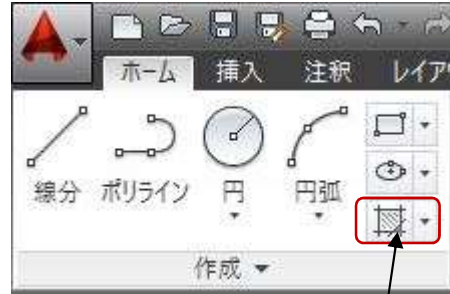 ホーム 挿入 注釈 レイア
線分 ポリライン 円 円弧
作成